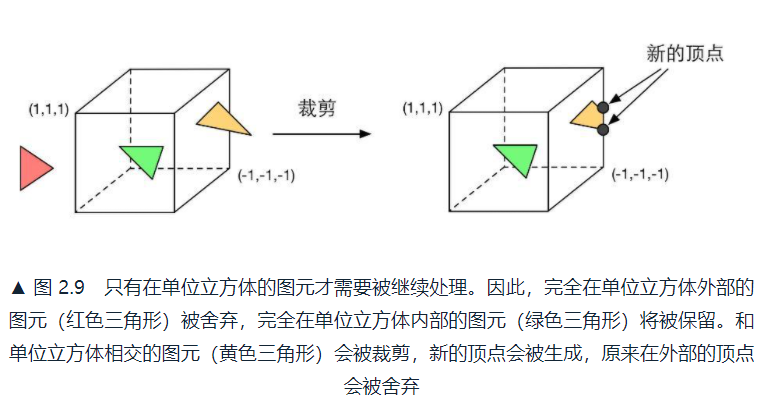 新的顶点
(1,1,1)
裁剪
(1,1,1)
(-1,-1,-1)
(-1,-1,-1)
▲ 图 2.9 只有在单位立方体的图元才需要被继续处理。因此，完全在单位立方体外部的
图元（红色三角形）被舍弃，完全在单位立方体内部的图元（绿色三角形）将被保留。和
单位立方体相交的图元（黄色三角形）会被裁剪，新的顶点会被生成，原来在外部的顶点
会被舍弃